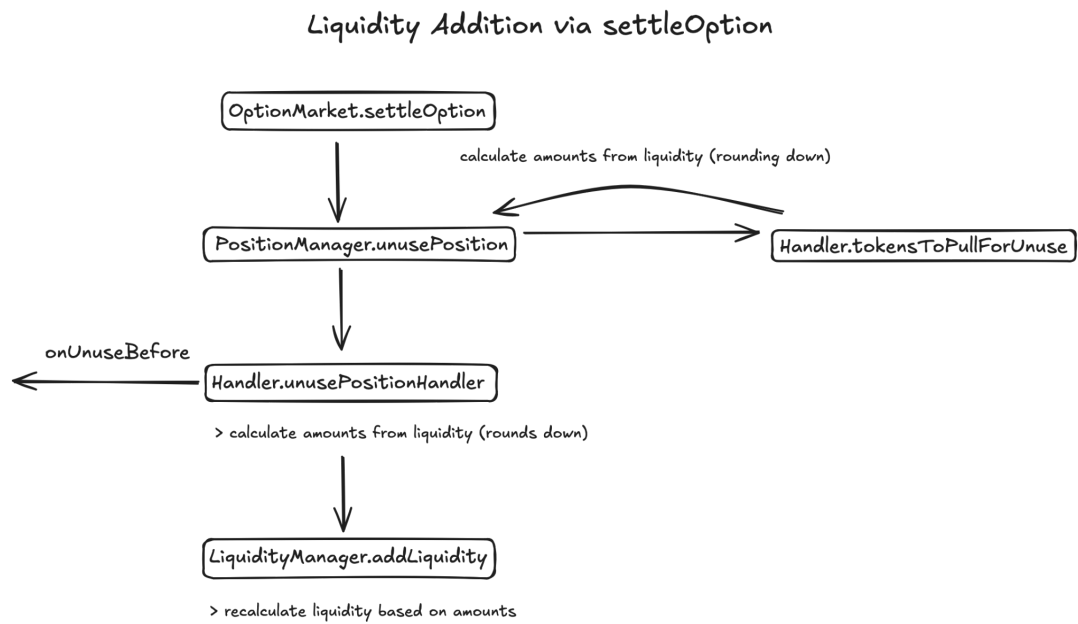 Liquidity Addition via settleOption
OptionMarket.settleOption
calculate amounts from liquidity (rounding down)
PositionManager.unusePosition
Handler.tokensToPullForUnuse
onUnuseBefore
Handler.unusePositionHandler
> calculate amounts from liquidity (rounds down)
LiquidityManager.addLiquidity
> recalculate liquidity based on amounts